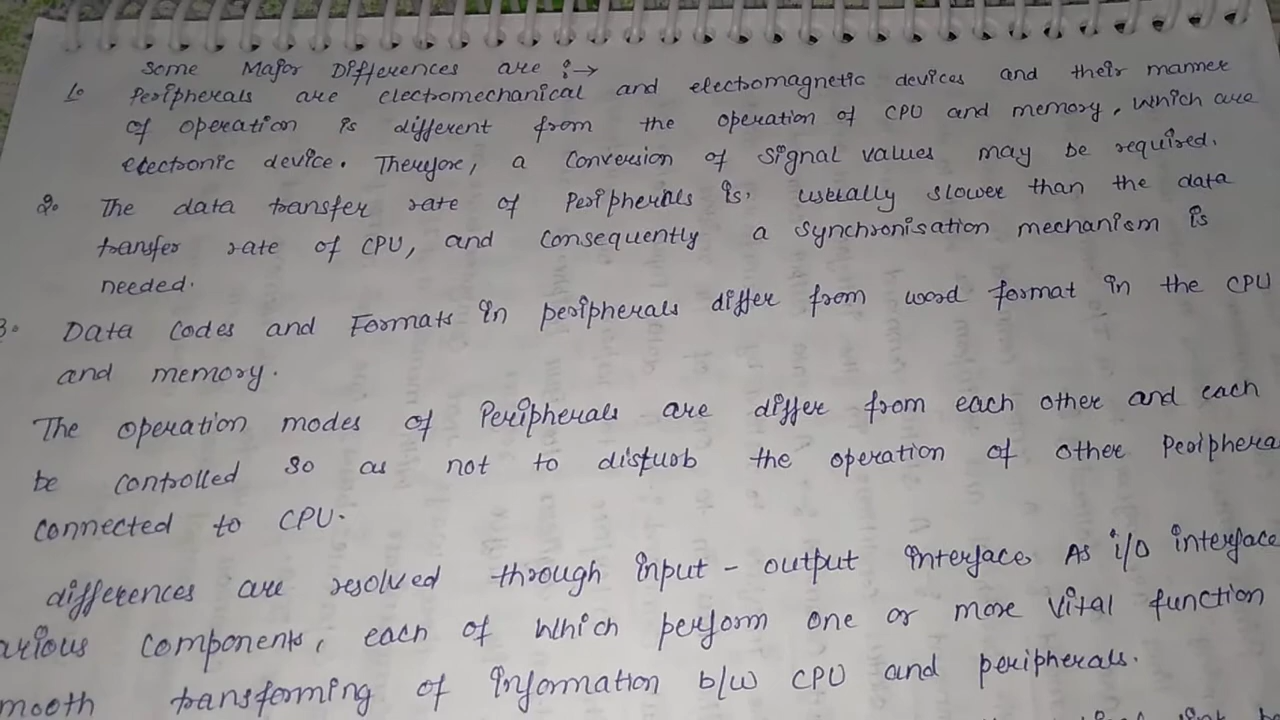 Some Major Differences are :→
1. Peripherals are electromechanical and electromagnetic devices and their manner
of operation is different from the operation of CPU and memory, which are
electronic device. Therefore, a conversion of signal values may be required.
2. The data transfer rate of Peripherals is usually slower than the data
transfer rate of CPU, and consequently a synchronisation mechanism is
needed.
3. Data Codes and Formats in peripherals differ from word format in the CPU
and memory.
The operation modes of Peripherals are differ from each other and each
be controlled so as not to disturb the operation of other Periphera
connected to CPU.
differences are resolved through input - output interface As i/o interface
arious components, each of which perform one or more vital function
mooth transforming of information b/w CPU and peripherals.